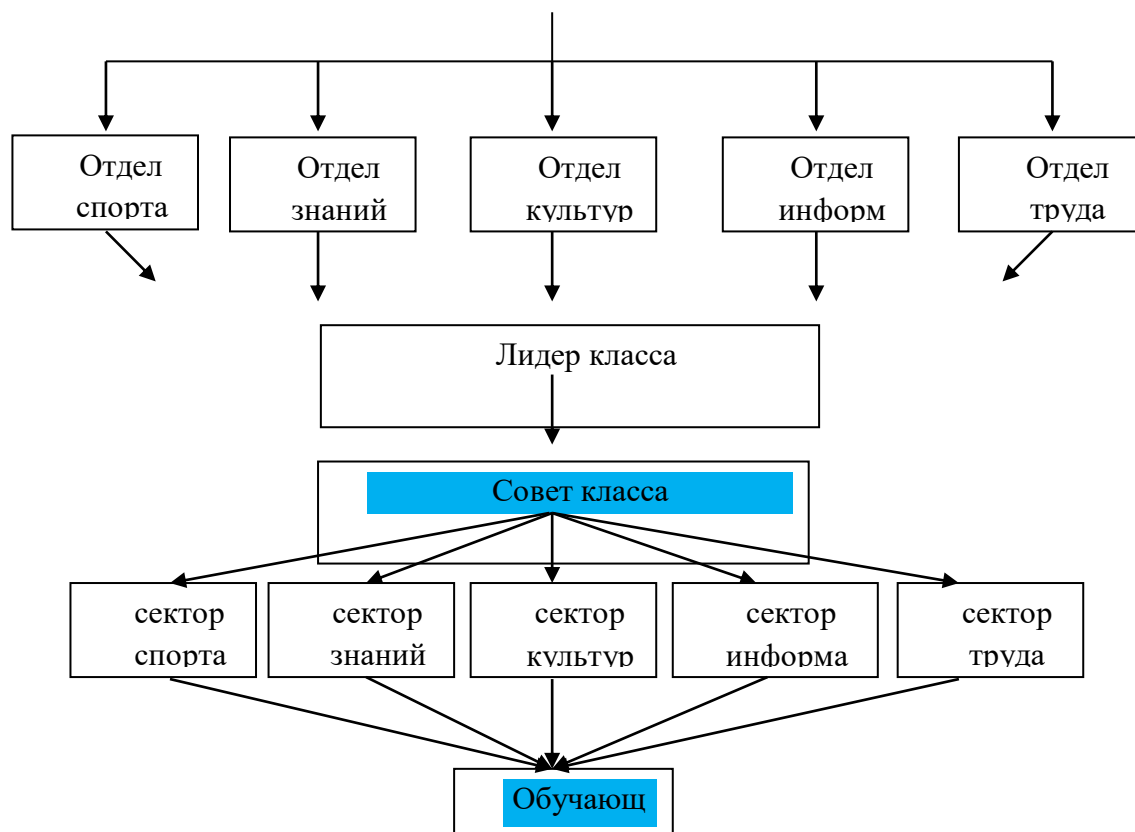 Отдел Отдел Отдел Отдел Отдел
спорта знаний культур информ труда
Лидер класса
Совет класса
сектор сектор сектор сектор сектор
спорта знаний культур информа труда
Обучающ